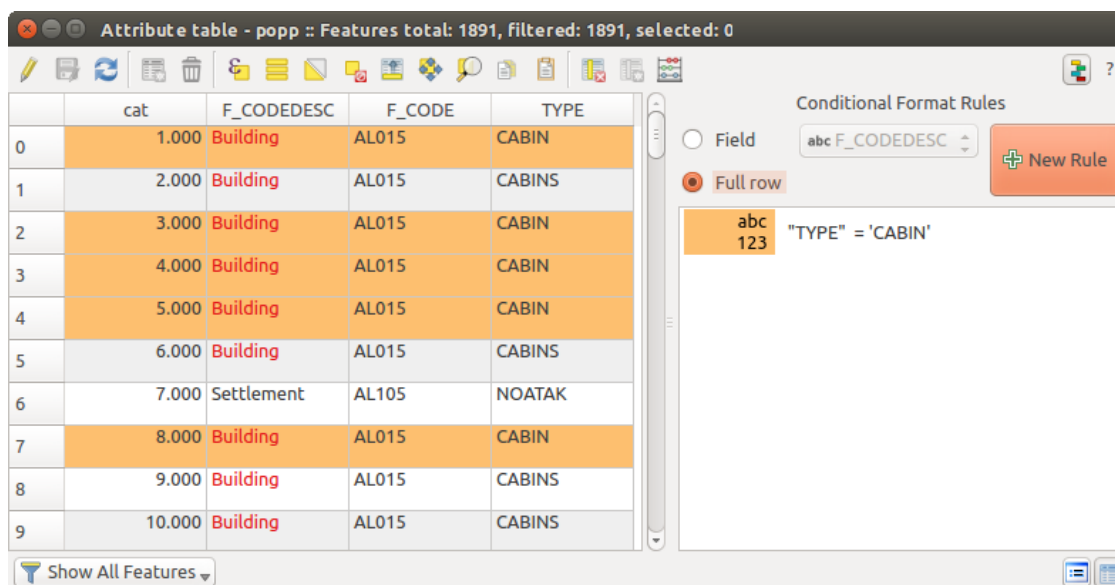 Attribute table - popp :: Features total: 1891, filtered: 1891, selected: 0
?
cat F_CODEDESC F_CODE TYPE
0 1.000 Building AL015 CABIN
1 2.000 Building AL015 CABINS
2 3.000 Building AL015 CABIN
3 4.000 Building AL015 CABIN
4 5.000 Building AL015 CABIN
5 6.000 Building AL015 CABINS
6 7.000 Settlement AL105 NOATAK
7 8.000 Building AL015 CABIN
8 9.000 Building AL015 CABINS
9 10.000 Building AL015 CABINS
Show All Features
Conditional Format Rules
Field abc F_CODEDESC
New Rule
Full row
abc
123
"TYPE" = 'CABIN'